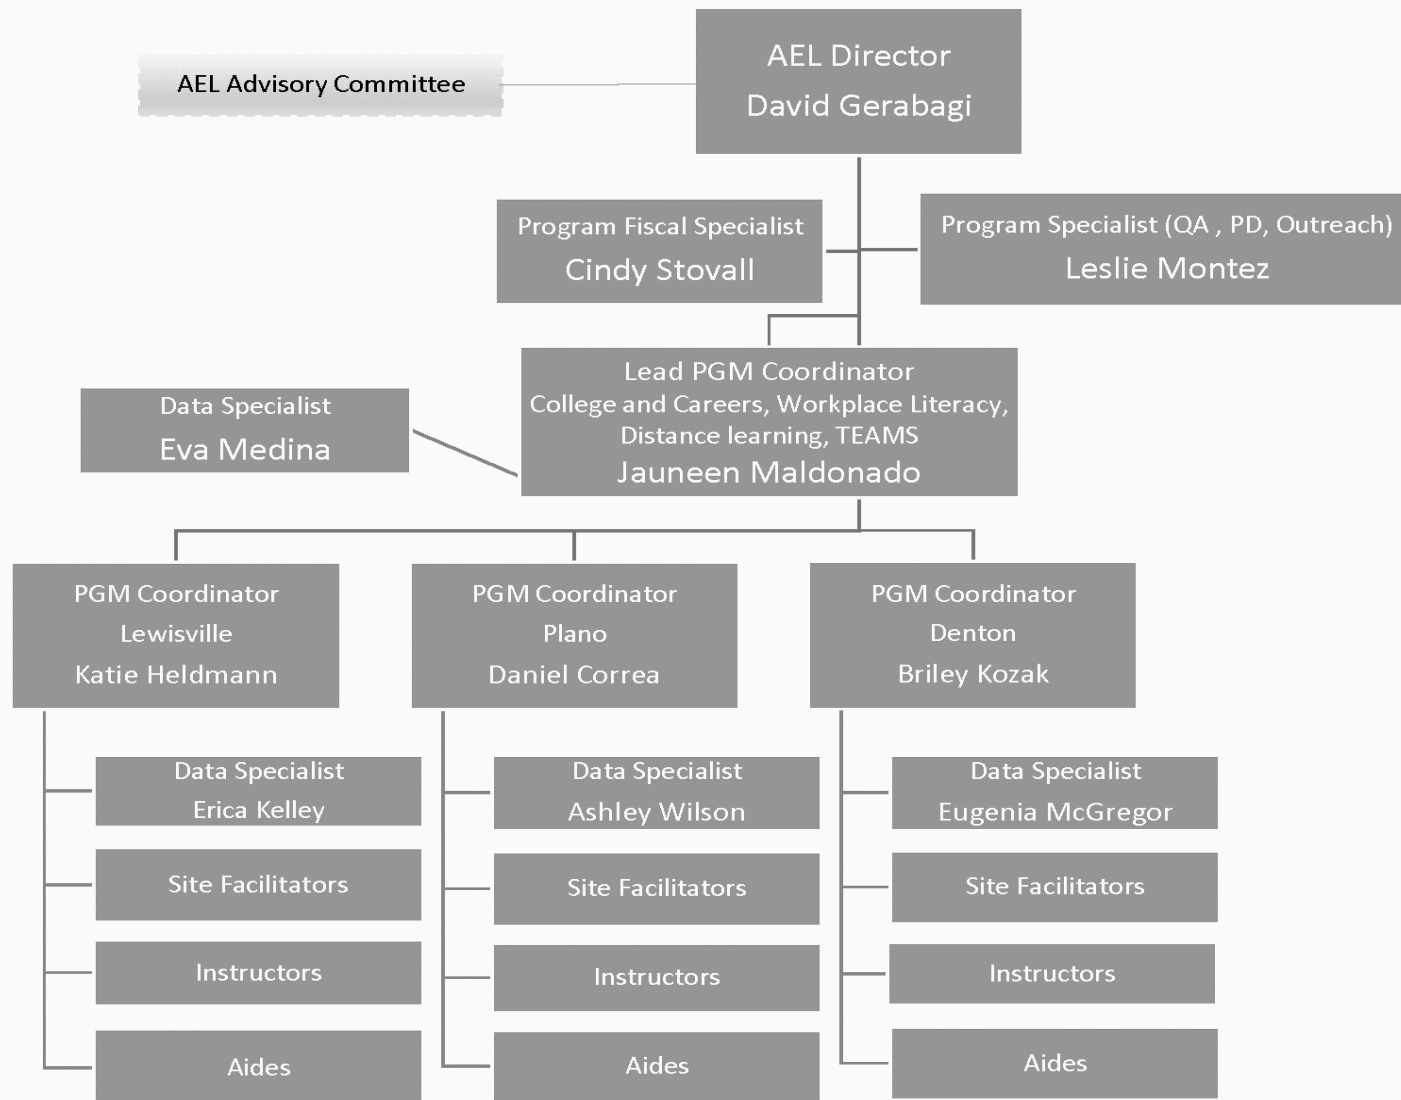 AEL Director
David Gerabagi
AEL Advisory Committee
Program Fiscal Specialist
Cindy Stovall
Program Specialist (QA , PD, Outreach)
Leslie Montez
Lead PGM Coordinator
College and Careers, Workplace Literacy,
Distance learning, TEAMS
Jauneen Maldonado
Data Specialist
Eva Medina
PGM Coordinator
Lewisville
Katie Heldmann
PGM Coordinator
Plano
Daniel Correa
PGM Coordinator
Denton
Briley Kozak
Data Specialist
Erica Kelley
Site Facilitators
Instructors
Aides
Data Specialist
Ashley Wilson
Site Facilitators
Instructors
Aides
Data Specialist
Eugenia McGregor
Site Facilitators
Instructors
Aides